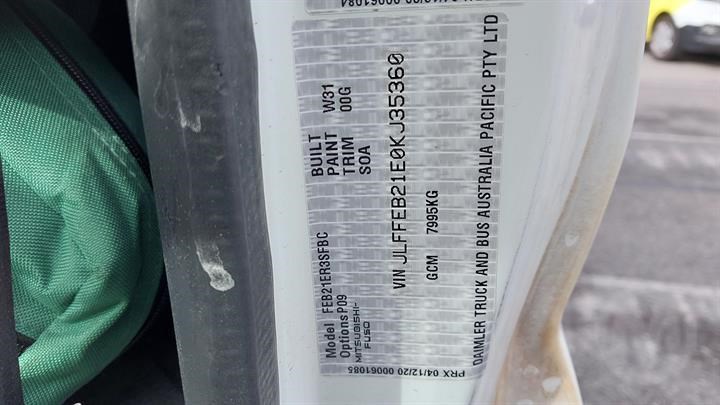 Model FEB21ER3SFBC
Options P09
MITSUBISHI-
FUSO
BUILT
PAINT W31
TRIM 00G
SOA
VIN JLFFEB21E0KJ35360
GCM 7995KG
DAIMLER TRUCK AND BUS AUSTRALIA PACIFIC PTY LTD
PRX 04/12/20 00061085
00061084